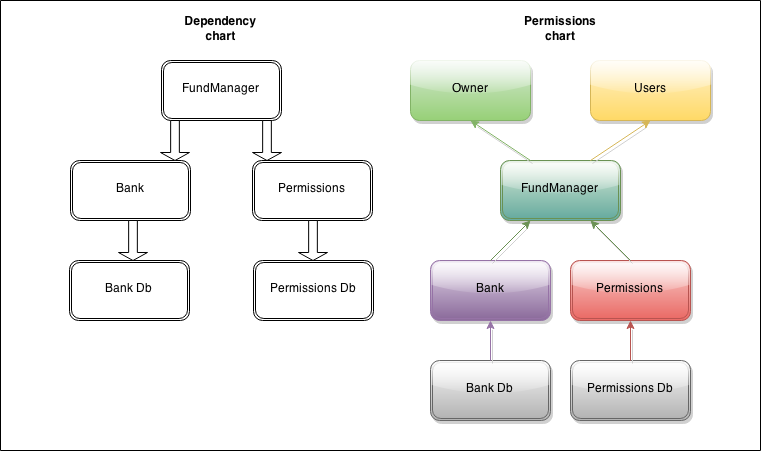 Dependency
chart
FundManager
Bank
Permissions
Bank Db
Permissions Db
Permissions
chart
Owner
Users
FundManager
Bank
Permissions
Bank Db
Permissions Db